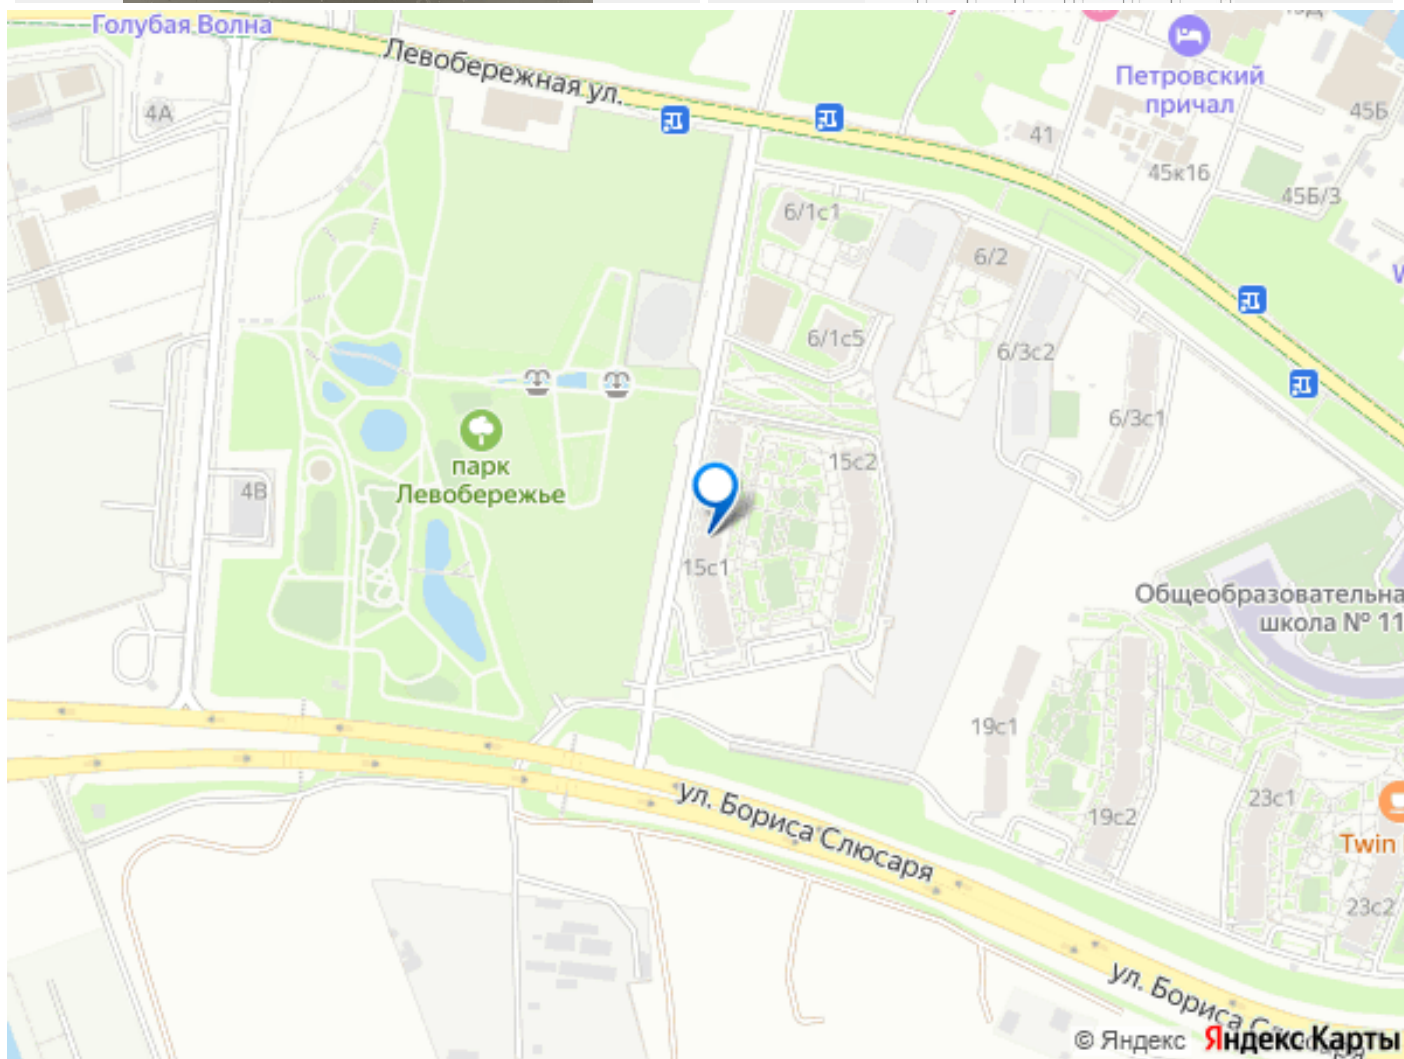 Голубая Волна
Левобережная ул.
Петровский
причал
4А
41
45Б
45к16
45Б/3
6/1с1
6/2
6/1с5
6/3с2
6/3с1
15с2
парк
Левобережье
4В
15с1
Общеобразовательна
школа № 11
19с1
ул. Бориса Слюсаря
19с2
23с1
Twin
23с2
ул. Бориса Сл
© Яндекс Яндекс Карты